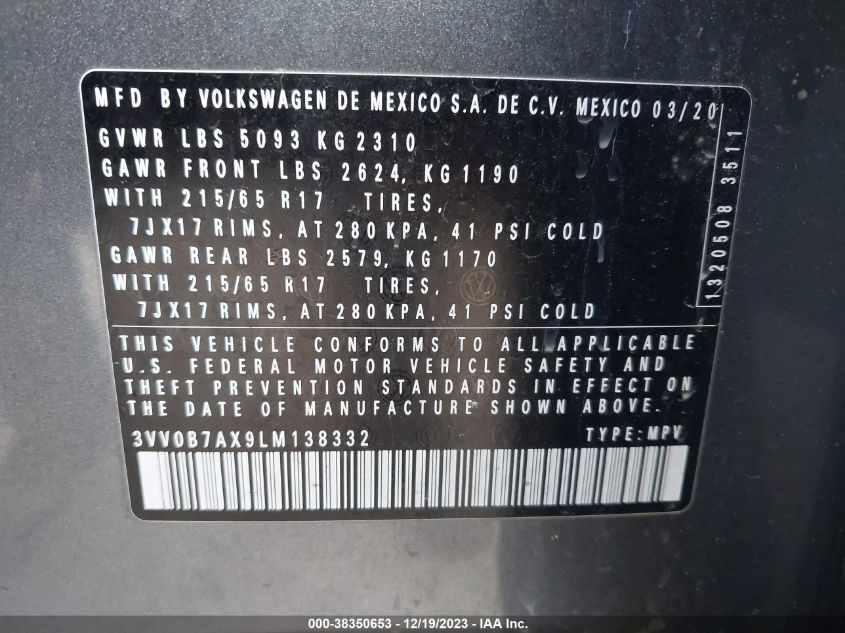 MFD BY VOLKSWAGEN DE MEXICO S.A. DE C.V. MEXICO 03/20
GVWR LBS 5093 KG 2310
GAWR FRONT LBS 2624, KG 1190
WITH 215/65 R17 TIRES,
7JX17 RIMS, AT 280 KPA, 41 PSI COLD
GAWR REAR LBS 2579, KG 1170
WITH 215/65 R17 TIRES,
7JX17 RIMS, AT 280 KPA, 41 PSI COLD
1320508 3511
THIS VEHICLE CONFORMS TO ALL APPLICABLE
U.S. FEDERAL MOTOR VEHICLE SAFETY AND
THEFT PREVENTION STANDARDS IN EFFECT ON
THE DATE OF MANUFACTURE SHOWN ABOVE.
3VV0B7AX9LM138332 TYPE: MPV
000-38350653 - 12/19/2023 - IAAI Inc.